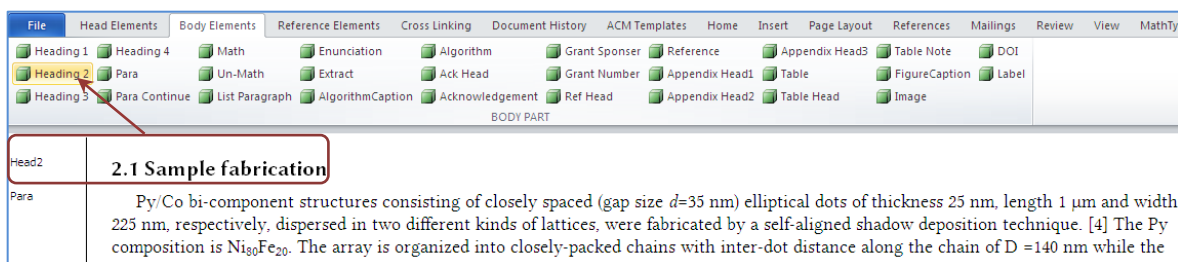 File Head Elements Body Elements Reference Elements Cross Linking Document History ACM Templates Home Insert Page Layout References Mailings Review View MathTy
Heading 1 Heading 4 Math Enunciation Algorithm Grant Sponser Reference Appendix Head3 Table Note DOI
Heading 2 Para Un-Math Extract Ack Head Grant Number Appendix Head1 Table FigureCaption Label
Heading 3 Para Continue List Paragraph AlgorithmCaption Acknowledgement Ref Head Appendix Head2 Table Head Image
BODY PART
Head2 2.1 Sample fabrication
Para Py/Co bi-component structures consisting of closely spaced (gap size d=35 nm) elliptical dots of thickness 25 nm, length 1 μm and width
225 nm, respectively, dispersed in two different kinds of lattices, were fabricated by a self-aligned shadow deposition technique. [4] The Py
composition is Ni₈₀Fe₂₀. The array is organized into closely-packed chains with inter-dot distance along the chain of D =140 nm while the